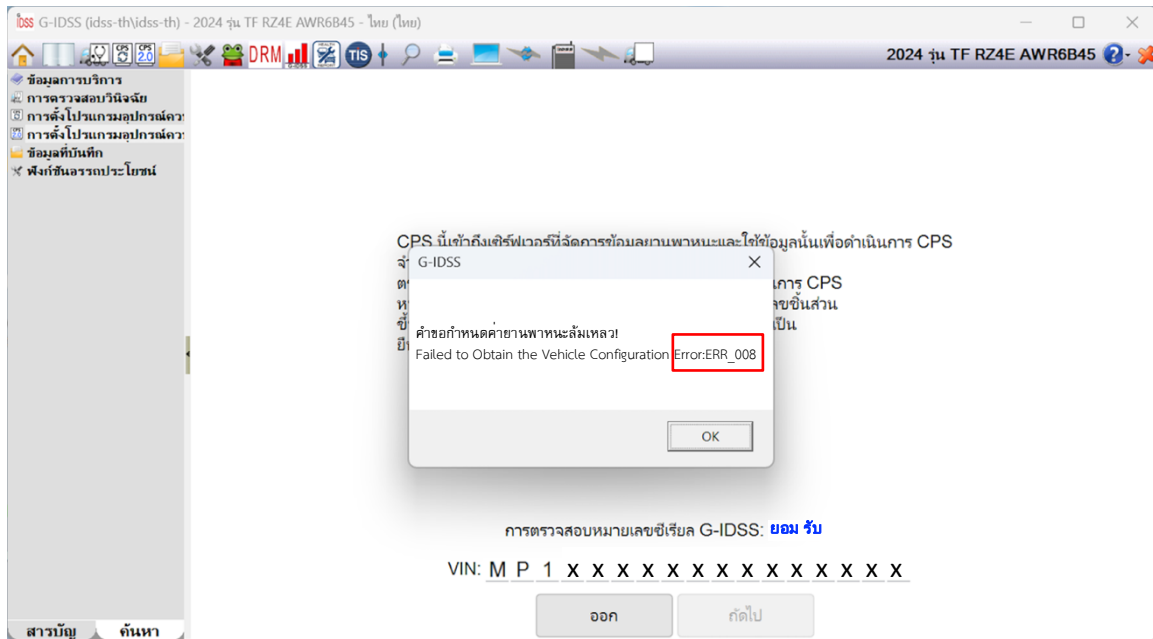 IDSS G-IDSS (idss-th\idss-th) - 2024 รุ่น TF RZ4E AWR6B45 - ไทย (ไทย)
CPS CPS 2.0 DRM TIS 2024 รุ่น TF RZ4E AWR6B45
ข้อมูลการบริการ
การตรวจสอบวินิจฉัย
การตั้งโปรแกรมอุปกรณ์คว
การตั้งโปรแกรมอุปกรณ์คว
ข้อมูลที่บันทึก
ฟังก์ชันอรรถประโยชน์
CPS นี้เข้าถึงเซิร์ฟเวอร์ที่จัดการข้อมูลยานพาหนะและใช้ข้อมูลนั้นเพื่อดำเนินการ CPS
G-IDSS
การ CPS
ชิ้นส่วน
เป็น
คำขอกำหนดค่ายานพาหนะล้มเหลว!
Failed to Obtain the Vehicle Configuration Error:ERR_008
OK
การตรวจสอบหมายเลขซีเรียล G-IDSS: ยอม รับ
VIN: M P 1 X X X X X X X X X X X X X X
ออก ถัดไป
สารบัญ ค้นหา